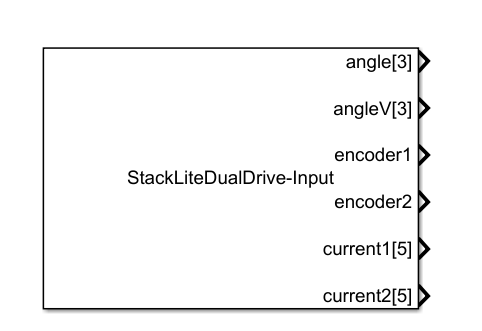 angle[3]
angleV[3]
encoder1
StackLiteDualDrive-Input
encoder2
current1[5]
current2[5]